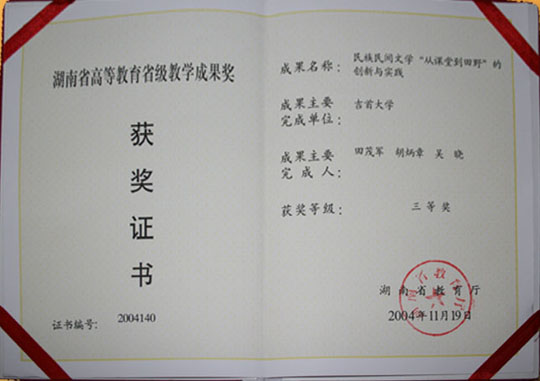 湖南省高等教育省级教学成果奖
获奖证书
证书编号: 2004140
成果名称: 民族民间文学“从课堂到田野”的
创新与实践
成果主要 吉首大学
完成单位:
成果主要 田茂军 胡炳章 吴晓
完成人:
获奖等级: 三等奖
湖南省教育厅
2004年11月19日